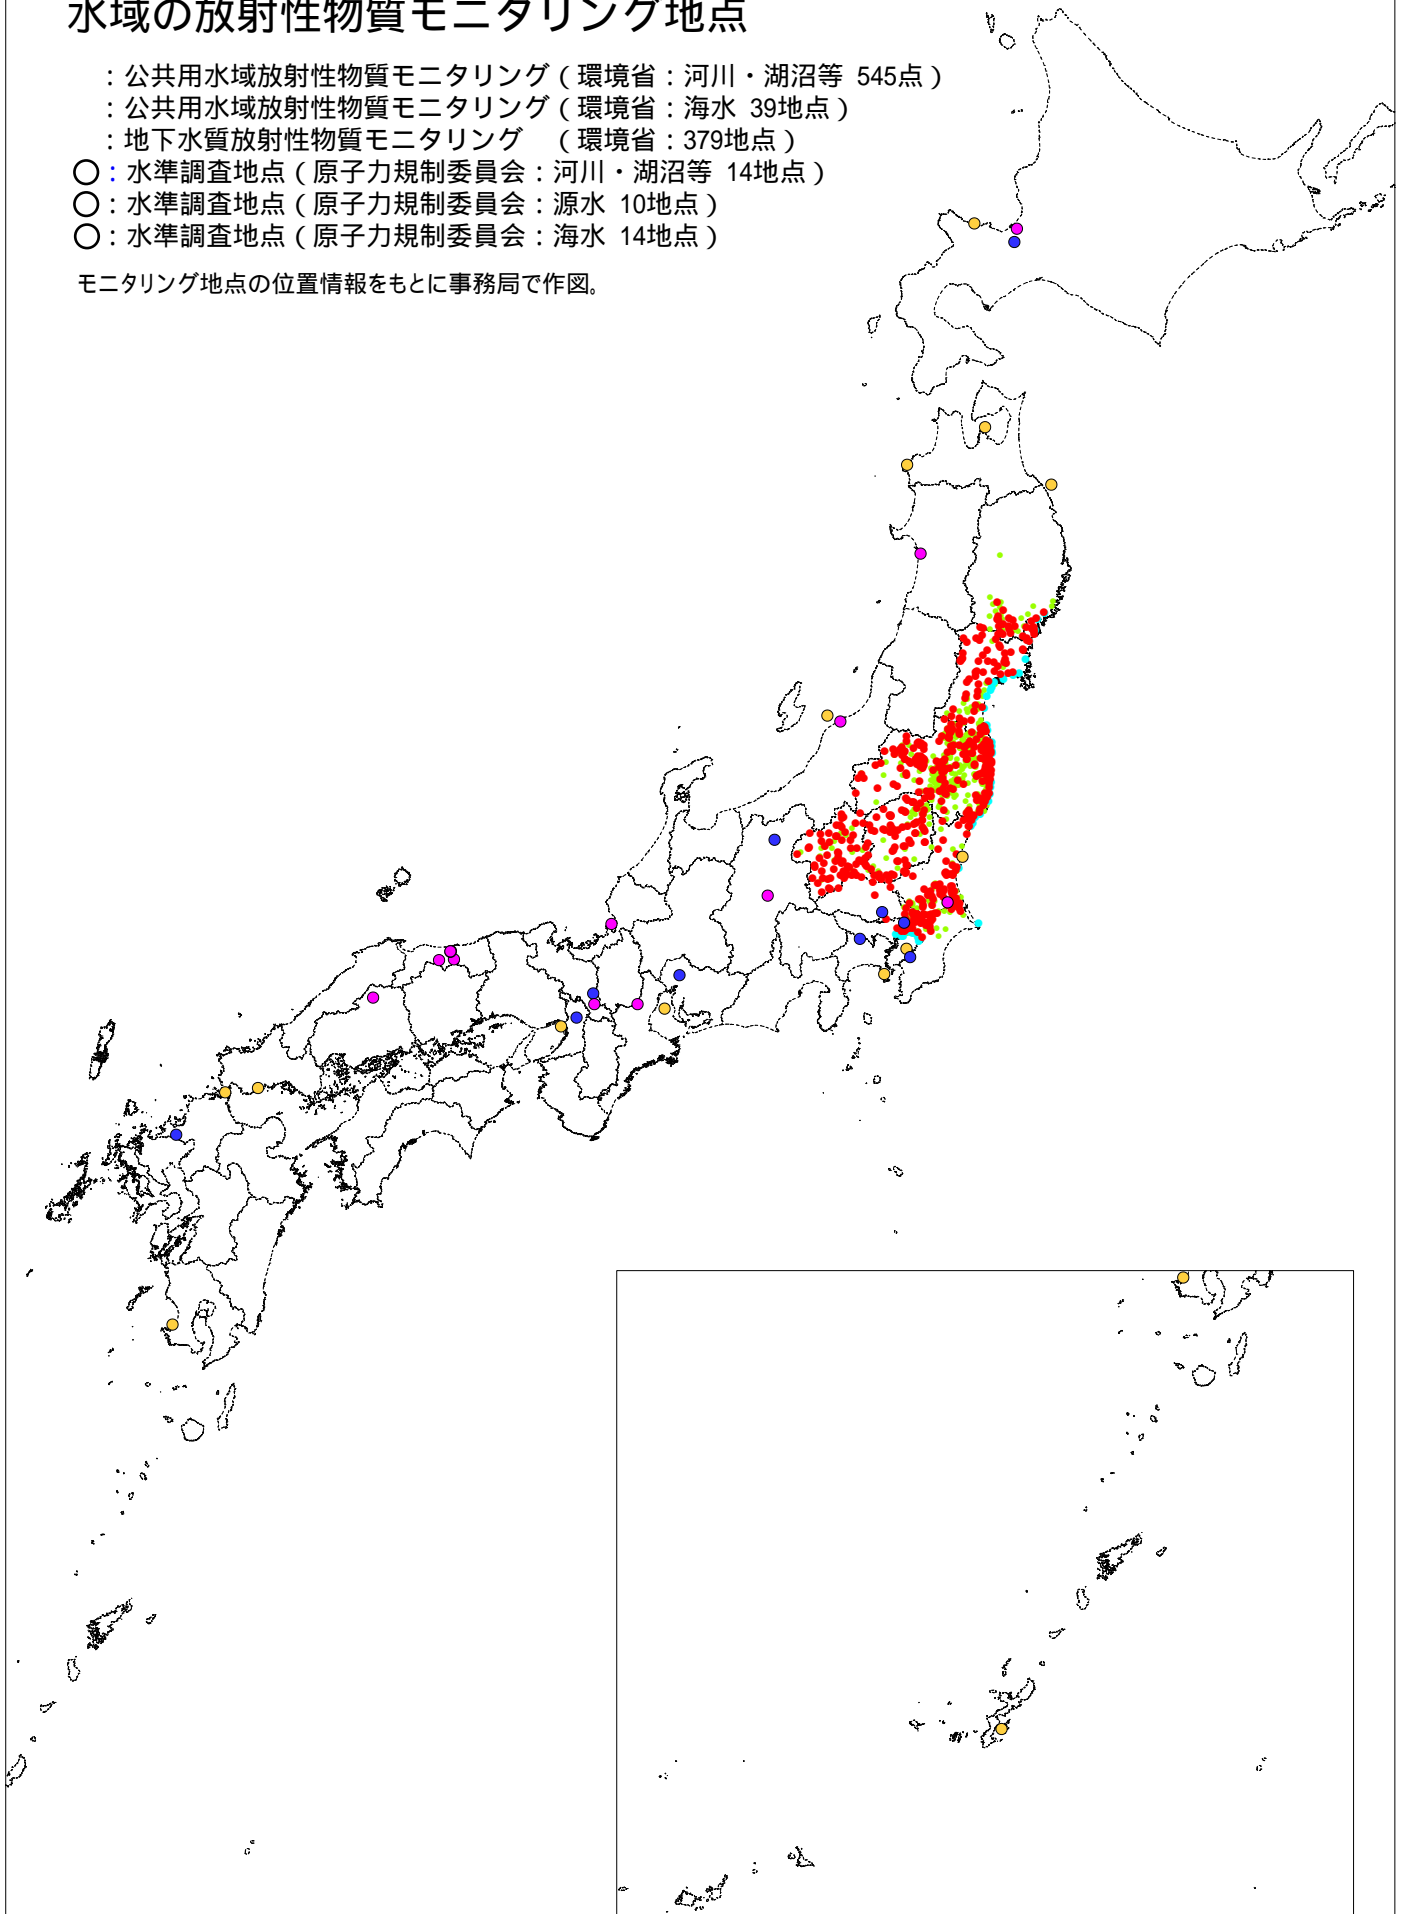 水域の放射性物質モニタリング地点
：公共用水域放射性物質モニタリング（環境省：河川・湖沼等 545点）
：公共用水域放射性物質モニタリング（環境省：海水 39地点）
：地下水質放射性物質モニタリング （環境省：379地点）
○：水準調査地点（原子力規制委員会：河川・湖沼等 14地点）
○：水準調査地点（原子力規制委員会：源水 10地点）
○：水準調査地点（原子力規制委員会：海水 14地点）
モニタリング地点の位置情報をもとに事務局で作図。